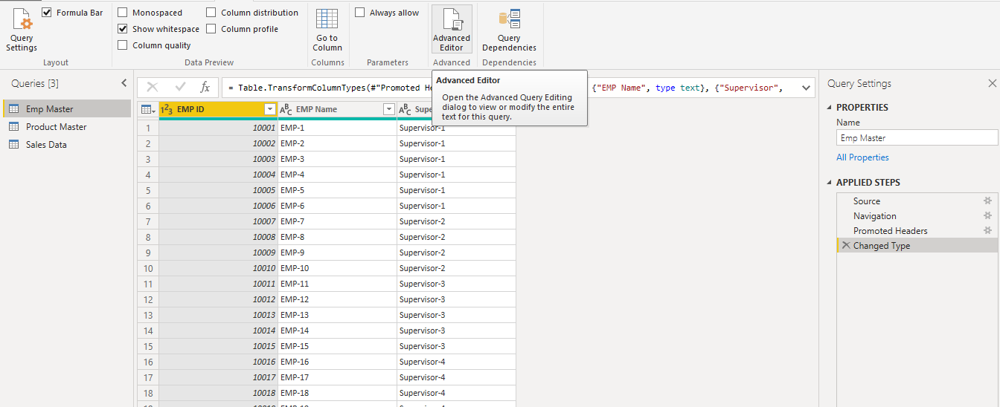 Formula Bar
Monospaced
Column distribution
Always allow
Show whitespace
Column profile
Column quality
Query Settings
Go to Column
Advanced Editor
Query Dependencies
Layout
Data Preview
Columns
Parameters
Advanced
Dependencies
Queries [3]
Emp Master
Product Master
Sales Data
fx
= Table.TransformColumnTypes(#"Promoted He
{"EMP Name", type text}, {"Supervisor",
Advanced Editor
Open the Advanced Query Editing
dialog to view or modify the entire
text for this query.
123 EMP ID
ABC EMP Name
ABC Supe
1 10001 EMP-1 Supervisor-1
2 10002 EMP-2 Supervisor-1
3 10003 EMP-3 Supervisor-1
4 10004 EMP-4 Supervisor-1
5 10005 EMP-5 Supervisor-1
6 10006 EMP-6 Supervisor-1
7 10007 EMP-7 Supervisor-2
8 10008 EMP-8 Supervisor-2
9 10009 EMP-9 Supervisor-2
10 10010 EMP-10 Supervisor-2
11 10011 EMP-11 Supervisor-3
12 10012 EMP-12 Supervisor-3
13 10013 EMP-13 Supervisor-3
14 10014 EMP-14 Supervisor-3
15 10015 EMP-15 Supervisor-3
16 10016 EMP-16 Supervisor-4
17 10017 EMP-17 Supervisor-4
18 10018 EMP-18 Supervisor-4
Query Settings
PROPERTIES
Name
Emp Master
All Properties
APPLIED STEPS
Source
Navigation
Promoted Headers
Changed Type